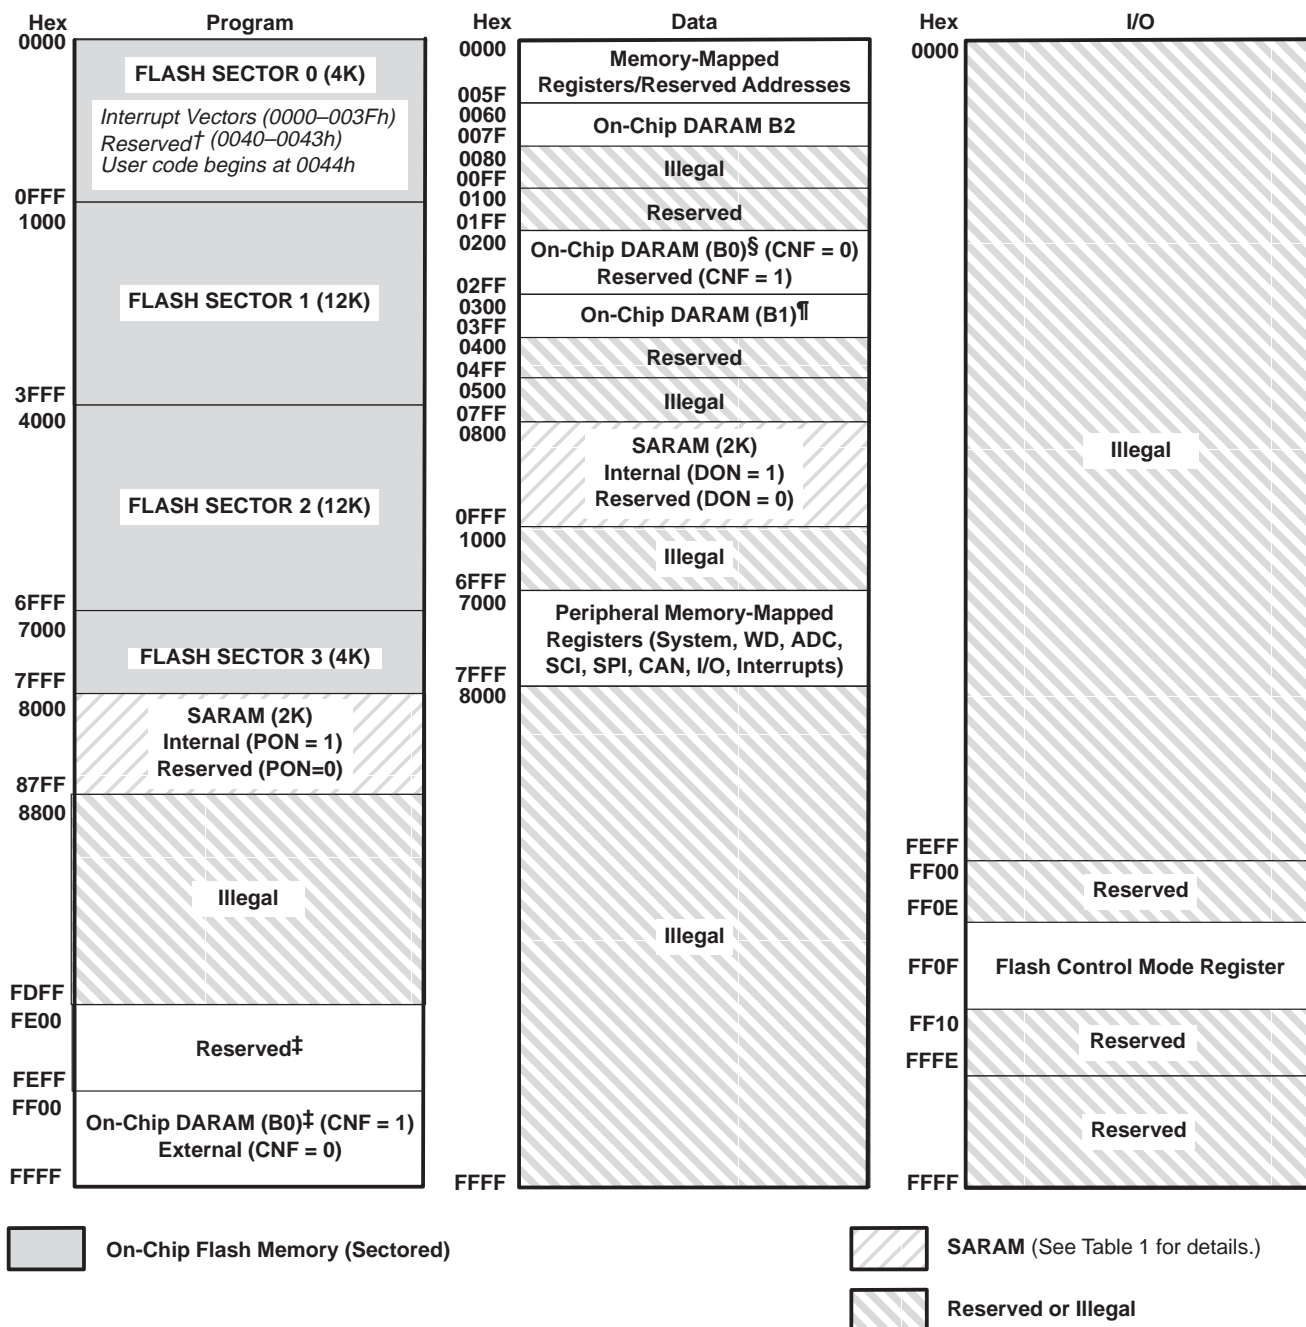 Hex Program
0000
FLASH SECTOR 0 (4K)
Interrupt Vectors (0000–003Fh)
Reserved† (0040–0043h)
User code begins at 0044h
0FFF
1000
FLASH SECTOR 1 (12K)
3FFF
4000
FLASH SECTOR 2 (12K)
6FFF
7000
FLASH SECTOR 3 (4K)
7FFF
8000
SARAM (2K)
Internal (PON = 1)
Reserved (PON=0)
87FF
8800
Illegal
FDFF
FE00
Reserved‡
FEFF
FF00
On-Chip DARAM (B0)‡ (CNF = 1)
External (CNF = 0)
FFFF
Hex Data
0000
Memory-Mapped
Registers/Reserved Addresses
005F
0060
On-Chip DARAM B2
007F
0080
Illegal
00FF
0100
Reserved
01FF
0200
On-Chip DARAM (B0)§ (CNF = 0)
Reserved (CNF = 1)
02FF
0300
On-Chip DARAM (B1)¶
03FF
0400
Reserved
04FF
0500
Illegal
07FF
0800
SARAM (2K)
Internal (DON = 1)
Reserved (DON = 0)
0FFF
1000
Illegal
6FFF
7000
Peripheral Memory-Mapped
Registers (System, WD, ADC,
SCI, SPI, CAN, I/O, Interrupts)
7FFF
8000
Illegal
FFFF
Hex I/O
0000
Illegal
FEFF
FF00
Reserved
FF0E
FF0F Flash Control Mode Register
FF10
Reserved
FFFE
Reserved
FFFF
On-Chip Flash Memory (Sectored)
SARAM (See Table 1 for details.)
Reserved or Illegal